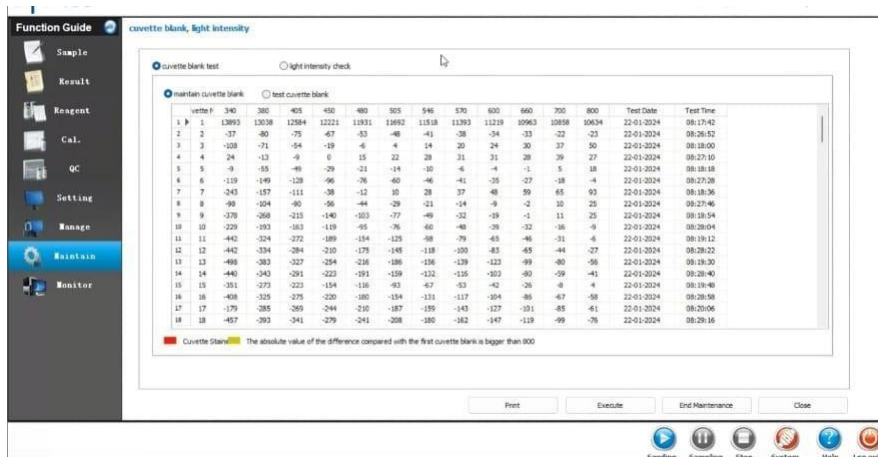 Function Guide
cuvette blank, light intensity
Sample
Result
Reagent
Cal.
QC
Setting
Manage
Maintain
Monitor
cuvette blank test light intensity check
maintain cuvette blank test cuvette blank
vette 340 380 405 450 480 505 546 570 600 660 700 800 Test Date Test Time
1 1 13893 13038 12584 12221 11931 11692 11518 11393 11219 10963 10858 10634 22-01-2024 08:17:42
2 2 -37 -80 -75 -67 -53 -48 -41 -38 -34 -33 -22 -23 22-01-2024 08:26:52
3 3 -108 -71 -54 -19 -6 4 14 20 24 30 37 50 22-01-2024 08:18:00
4 4 24 -13 -9 0 15 22 28 31 31 28 39 27 22-01-2024 08:27:10
5 5 -9 -55 -49 -29 -21 -14 -10 -6 -4 -1 5 18 22-01-2024 08:18:18
6 6 -119 -149 -128 -96 -76 -60 -46 -41 -35 -27 -18 -4 22-01-2024 08:27:28
7 7 -243 -157 -111 -38 -12 10 28 37 48 59 65 93 22-01-2024 08:18:36
8 8 -98 -104 -90 -56 -44 -29 -21 -14 -9 -2 10 25 22-01-2024 08:27:46
9 9 -378 -268 -215 -140 -103 -77 -49 -32 -19 -1 11 25 22-01-2024 08:18:54
10 10 -229 -193 -163 -119 -95 -76 -60 -48 -39 -32 -16 -9 22-01-2024 08:28:04
11 11 -442 -324 -272 -189 -154 -125 -98 -79 -65 -46 -31 -6 22-01-2024 08:19:12
12 12 -442 -334 -284 -210 -175 -145 -118 -100 -83 -65 -44 -27 22-01-2024 08:28:22
13 13 -498 -383 -327 -254 -216 -186 -156 -139 -123 -99 -80 -56 22-01-2024 08:19:30
14 14 -440 -343 -291 -223 -191 -159 -132 -116 -103 -80 -59 -41 22-01-2024 08:28:40
15 15 -351 -273 -223 -154 -116 -93 -67 -53 -42 -26 -8 4 22-01-2024 08:19:48
16 16 -408 -325 -275 -220 -180 -154 -131 -117 -104 -86 -67 -58 22-01-2024 08:28:58
17 17 -179 -285 -269 -244 -210 -187 -159 -143 -127 -101 -85 -61 22-01-2024 08:20:06
18 18 -457 -393 -341 -279 -241 -208 -180 -162 -147 -119 -99 -76 22-01-2024 08:29:16
Cuvette Staine The absolute value of the difference compared with the first cuvette blank is bigger than 800
Print Execute End Maintenance Close
Sampling Stop System Help Log out